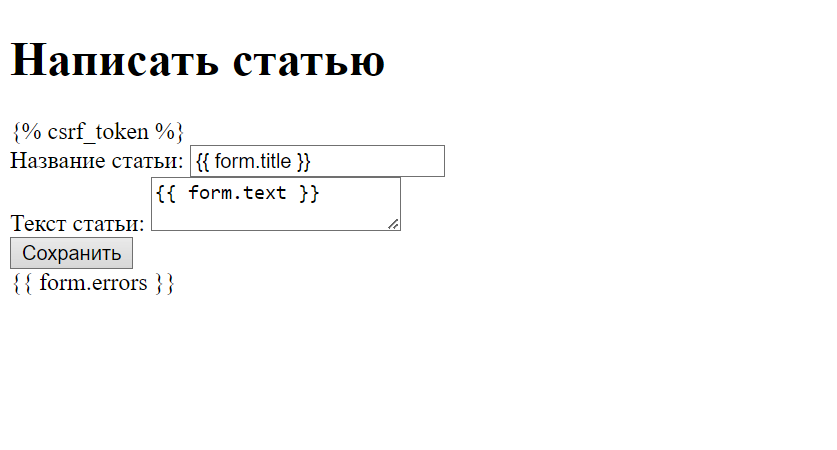 Написать статью
{% csrf_token %}
Название статьи: {{ form.title }}
Текст статьи: {{ form.text }}
Сохранить
{{ form.errors }}